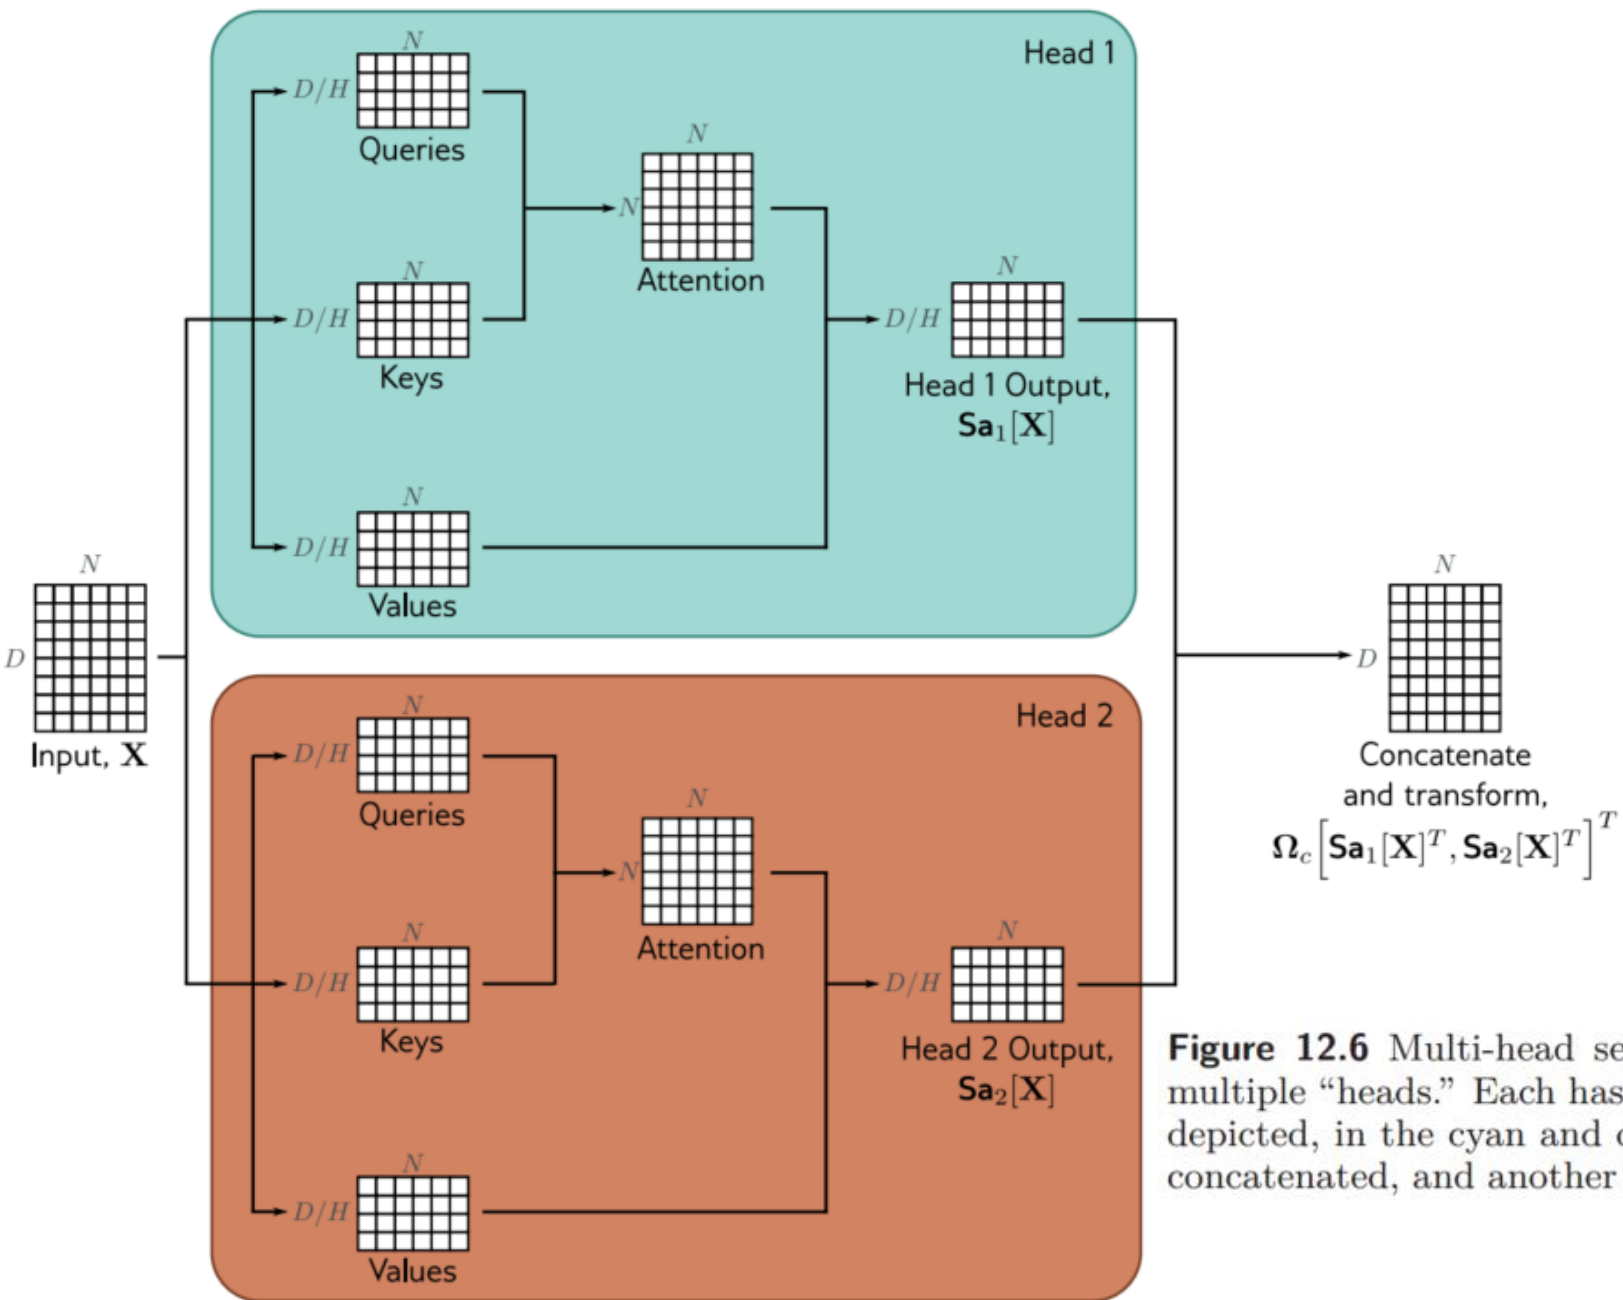 Head 1
N
D/H
Queries
N
D/H
Keys
N
D/H
Values
N
N
Attention
N
D/H
Head 1 Output,
Sa₁[X]
N
D
Input, X
Head 2
N
D/H
Queries
N
D/H
Keys
N
D/H
Values
N
N
Attention
N
D/H
Head 2 Output,
Sa₂[X]
N
D
Concatenate
and transform,
Ω_c[Sa₁[X]ᵀ, Sa₂[X]ᵀ]ᵀ
Figure 12.6 Multi-head se
multiple “heads.” Each has
depicted, in the cyan and
concatenated, and another